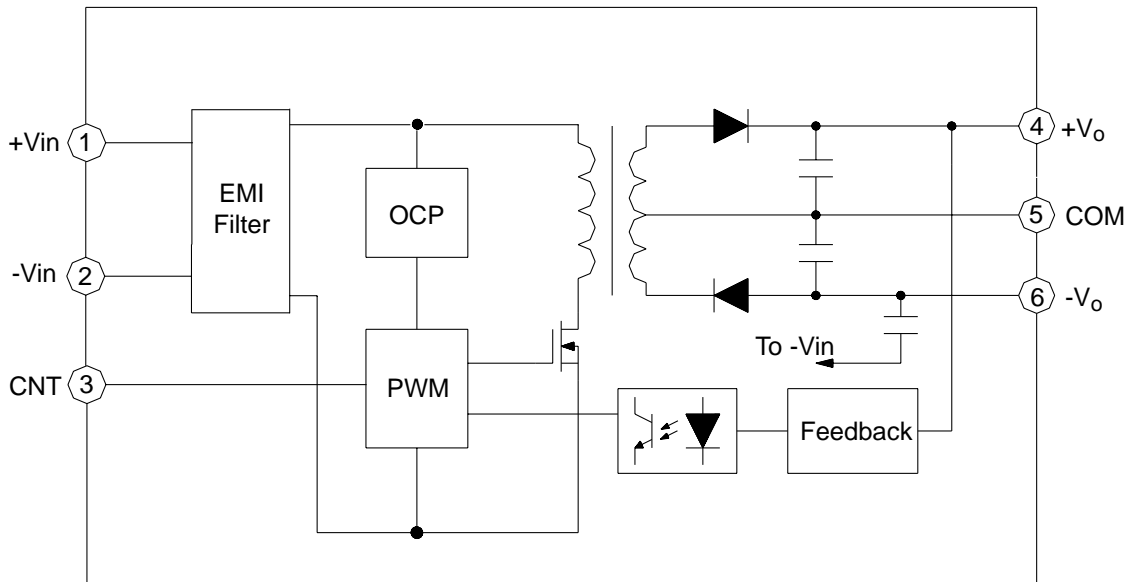 +Vin
1
EMI
Filter
OCP
4
+Vo
5
COM
-Vin
2
6
-Vo
To -Vin
CNT
3
PWM
Feedback